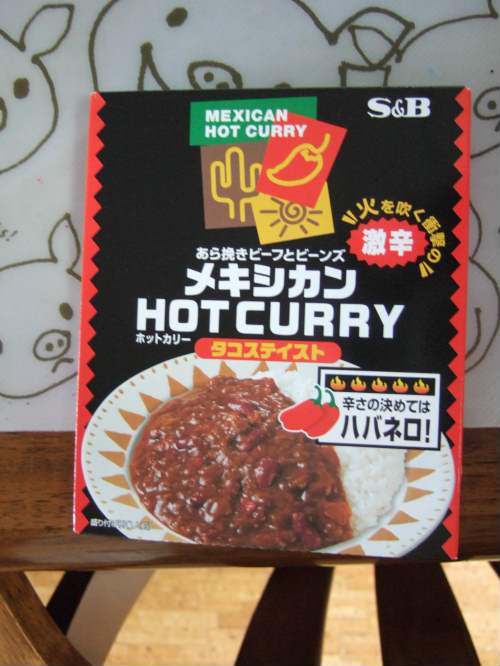 S&B
MEXICAN
HOT CURRY
火を吹く衝撃の
激辛
あら挽きビーフとビーンズ
メキシカン
HOT CURRY
ホットカリー
タコステイスト
辛さの決めては
ハバネロ!